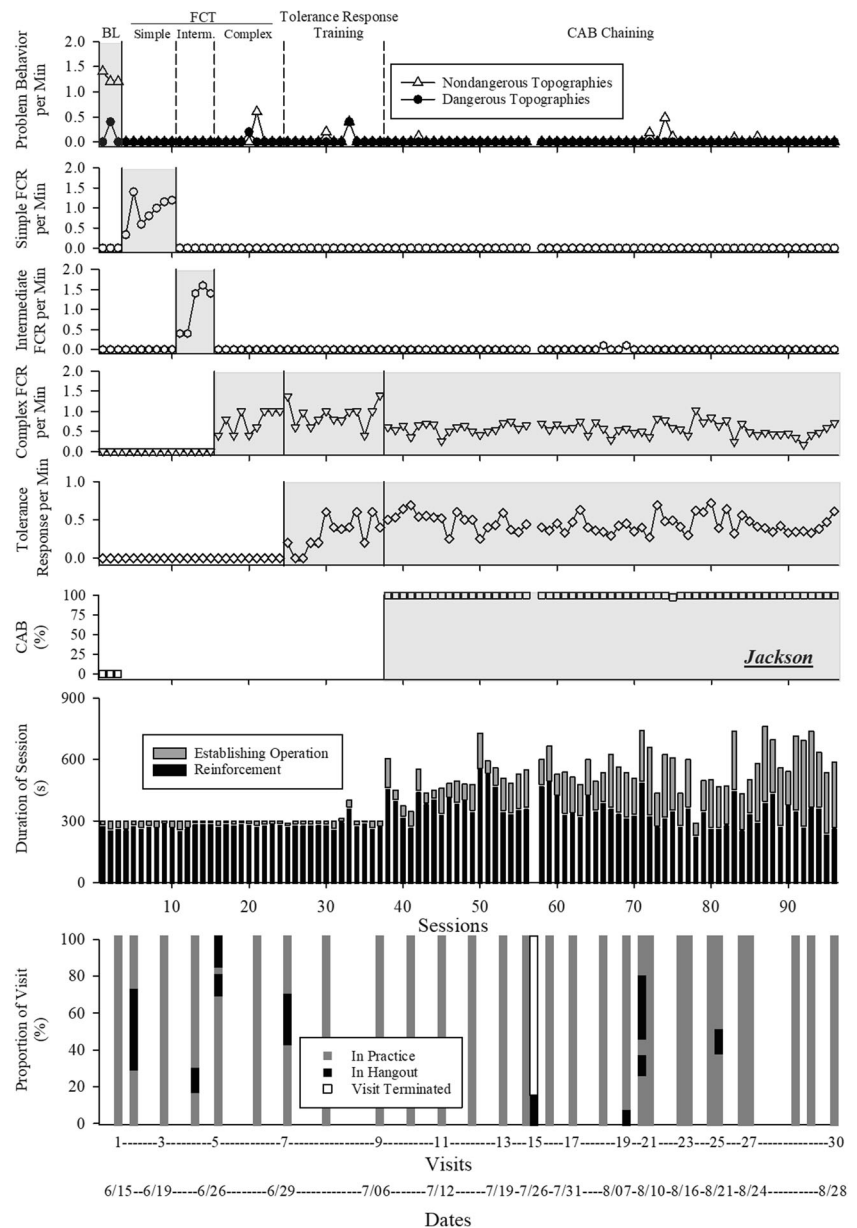 FCT
Tolerance Response
Training
BL
Simple
Interm.
Complex
CAB Chaining
Problem Behavior
per Min
2.0
1.5
1.0
0.5
0.0
Nondangerous Topographies
Dangerous Topographies
Simple FCR
per Min
2.0
1.5
1.0
0.5
0.0
Intermediate
FCR per Min
2.0
1.5
1.0
0.5
0.0
Complex FCR
per Min
2.0
1.5
1.0
0.5
0.0
Tolerance
Response per Min
1.0
0.5
0.0
CAB
(%)
100
75
50
25
0
Jackson
Duration of Session
(s)
900
600
300
0
Establishing Operation
Reinforcement
10 20 30 40 50 60 70 80 90
Sessions
Proportion of Visit
(%)
100
80
60
40
20
0
In Practice
In Hangout
Visit Terminated
1-------3--------5----------7---------------9----------11----------13----15----17-------19--21-----23----25----27--------------30
Visits
6/15--6/19-----6/26---------6/29---------------7/06--------7/12--------7/19-7/26--7/31-----8/07-8/10--8/16--8/21--8/24-----------8/28
Dates